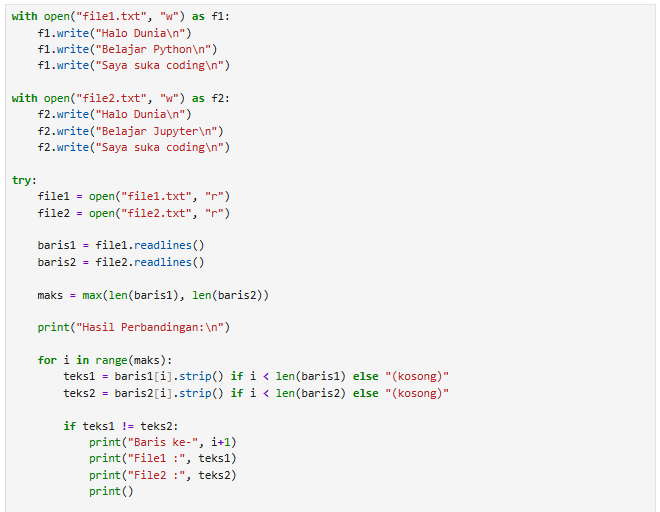 with open("file1.txt", "w") as f1:
    f1.write("Halo Dunia\n")
    f1.write("Belajar Python\n")
    f1.write("Saya suka coding\n")

with open("file2.txt", "w") as f2:
    f2.write("Halo Dunia\n")
    f2.write("Belajar Jupyter\n")
    f2.write("Saya suka coding\n")

try:
    file1 = open("file1.txt", "r")
    file2 = open("file2.txt", "r")

    baris1 = file1.readlines()
    baris2 = file2.readlines()

    maks = max(len(baris1), len(baris2))

    print("Hasil Perbandingan:\n")

    for i in range(maks):
        teks1 = baris1[i].strip() if i < len(baris1) else "(kosong)"
        teks2 = baris2[i].strip() if i < len(baris2) else "(kosong)"

        if teks1 != teks2:
            print("Baris ke-", i+1)
            print("File1 :", teks1)
            print("File2 :", teks2)
            print()